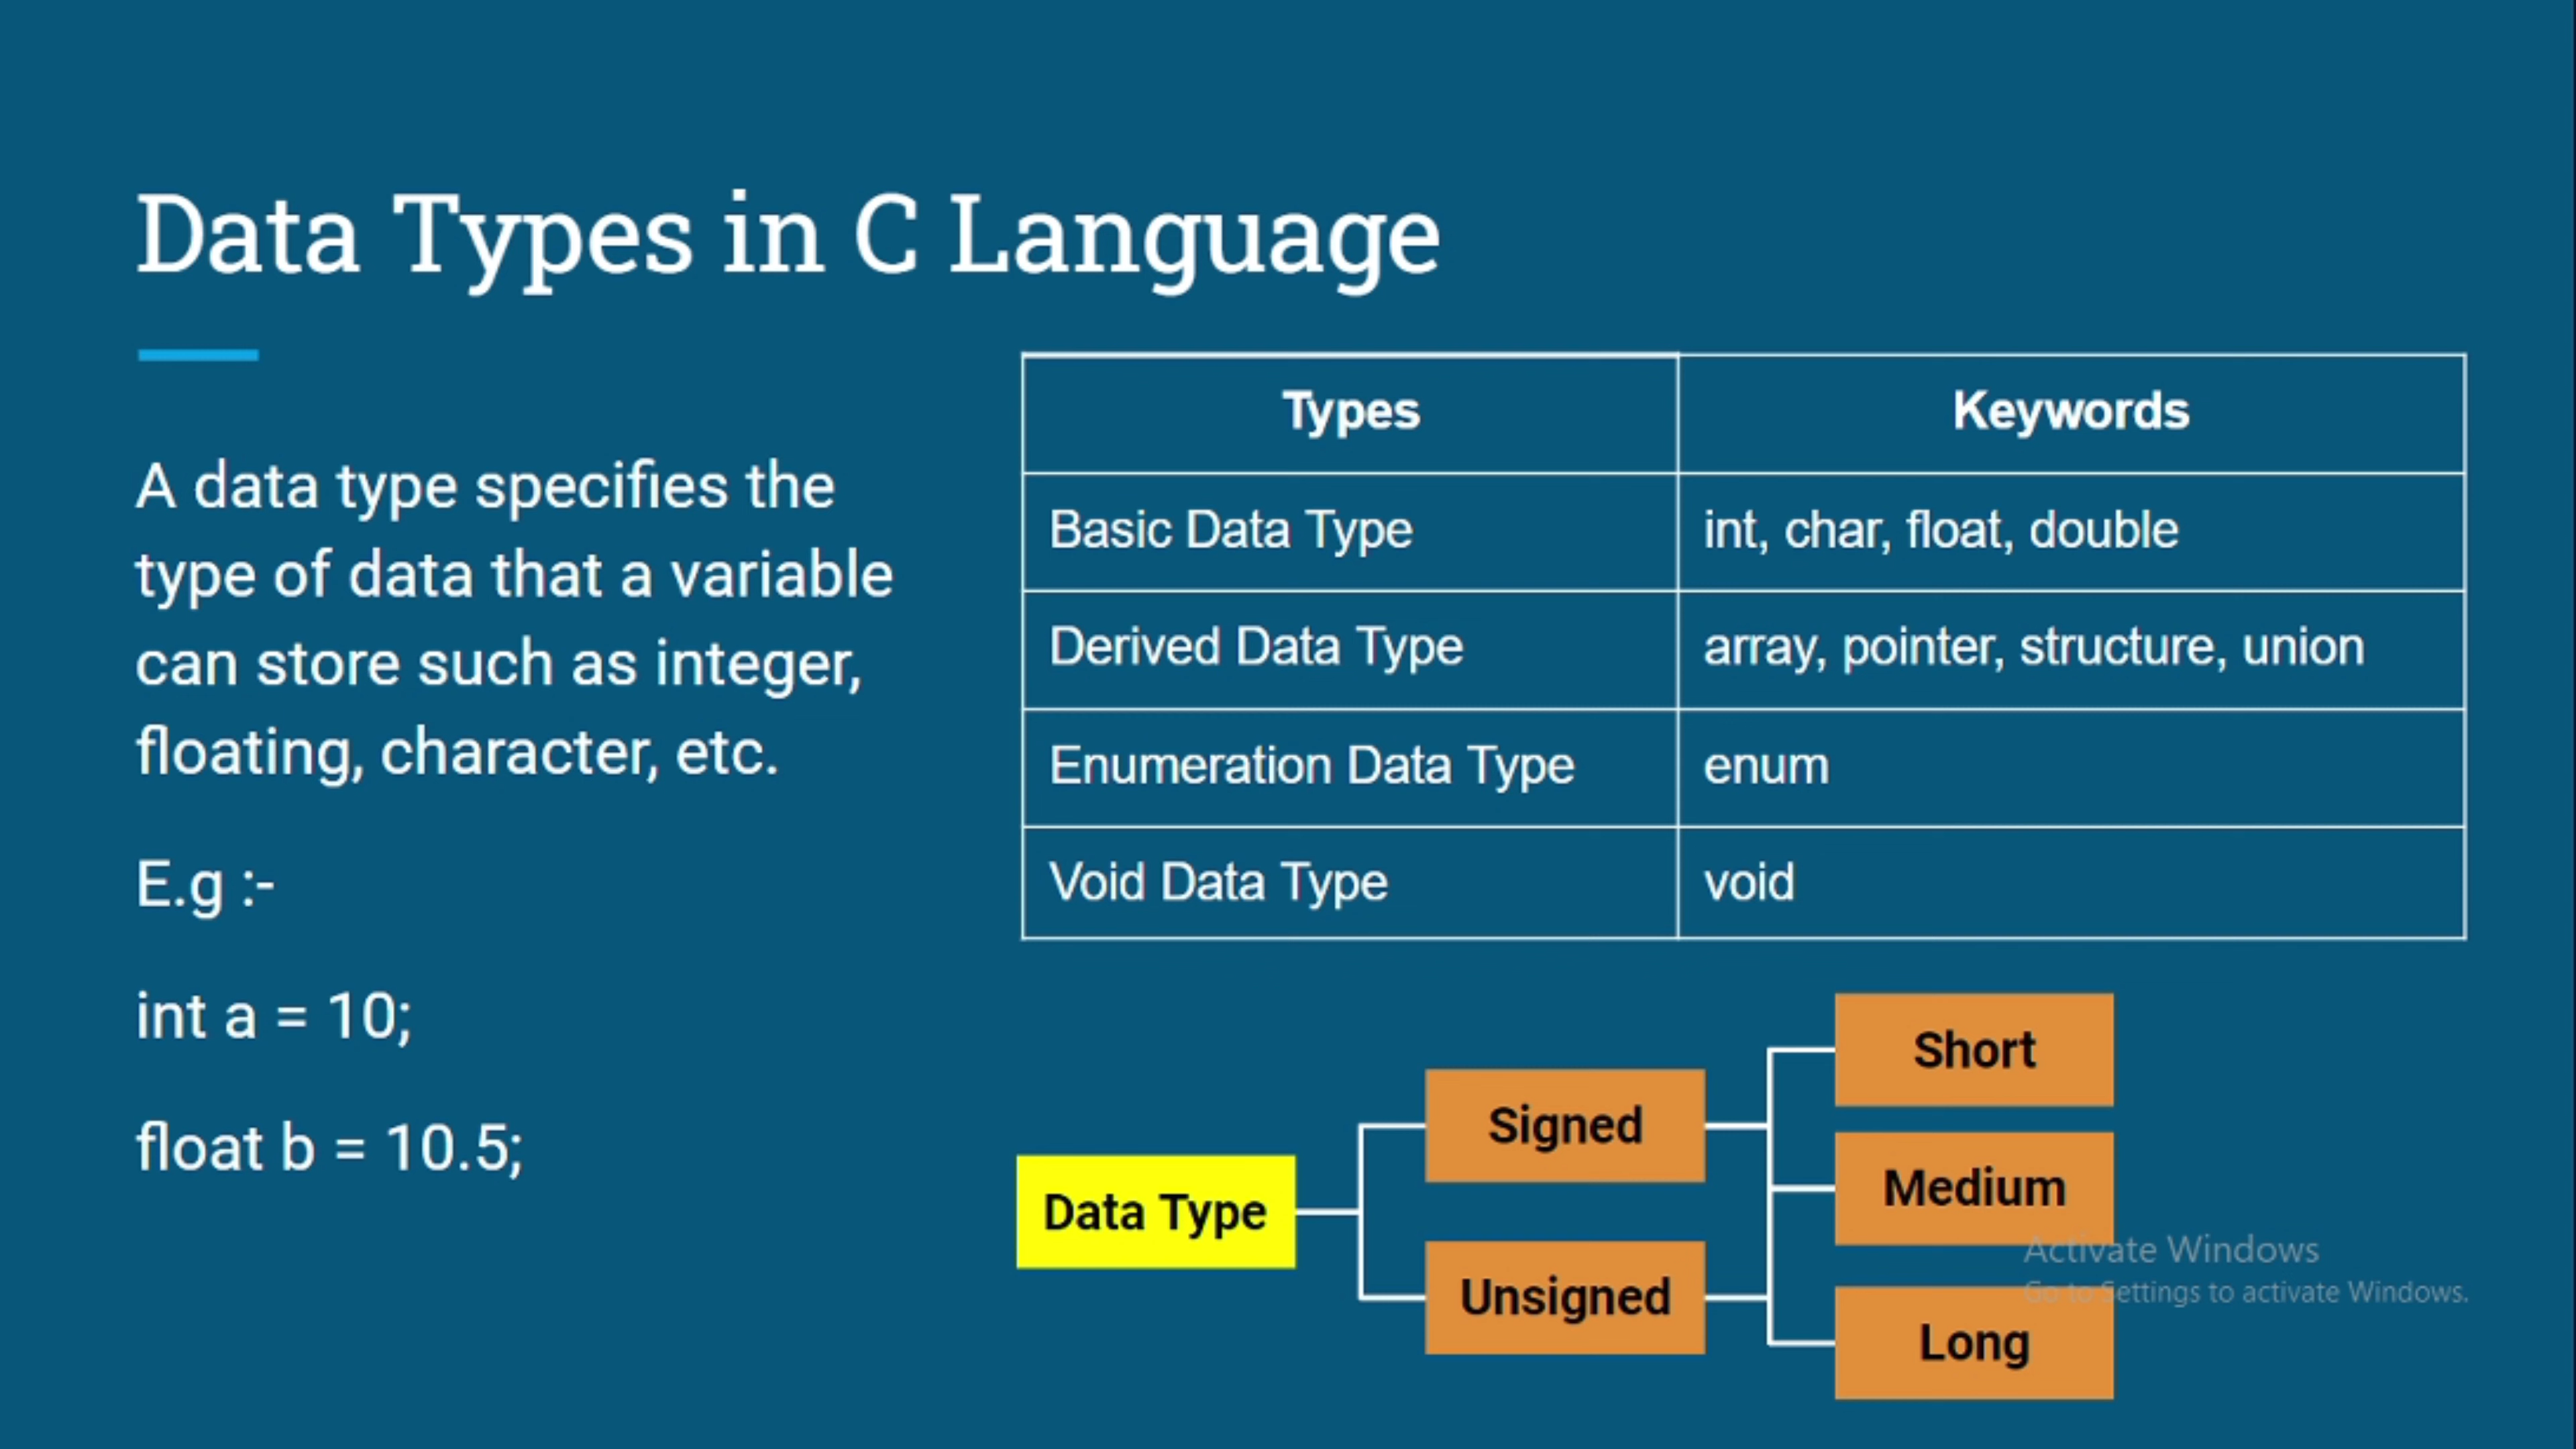 Data Types in C Language
A data type specifies the
type of data that a variable
can store such as integer,
floating, character, etc.
E.g :-
int a = 10;
float b = 10.5;
Types Keywords
Basic Data Type int, char, float, double
Derived Data Type array, pointer, structure, union
Enumeration Data Type enum
Void Data Type void
Data Type
Signed
Unsigned
Short
Medium
Long
Activate Windows
Go to Settings to activate Windows.